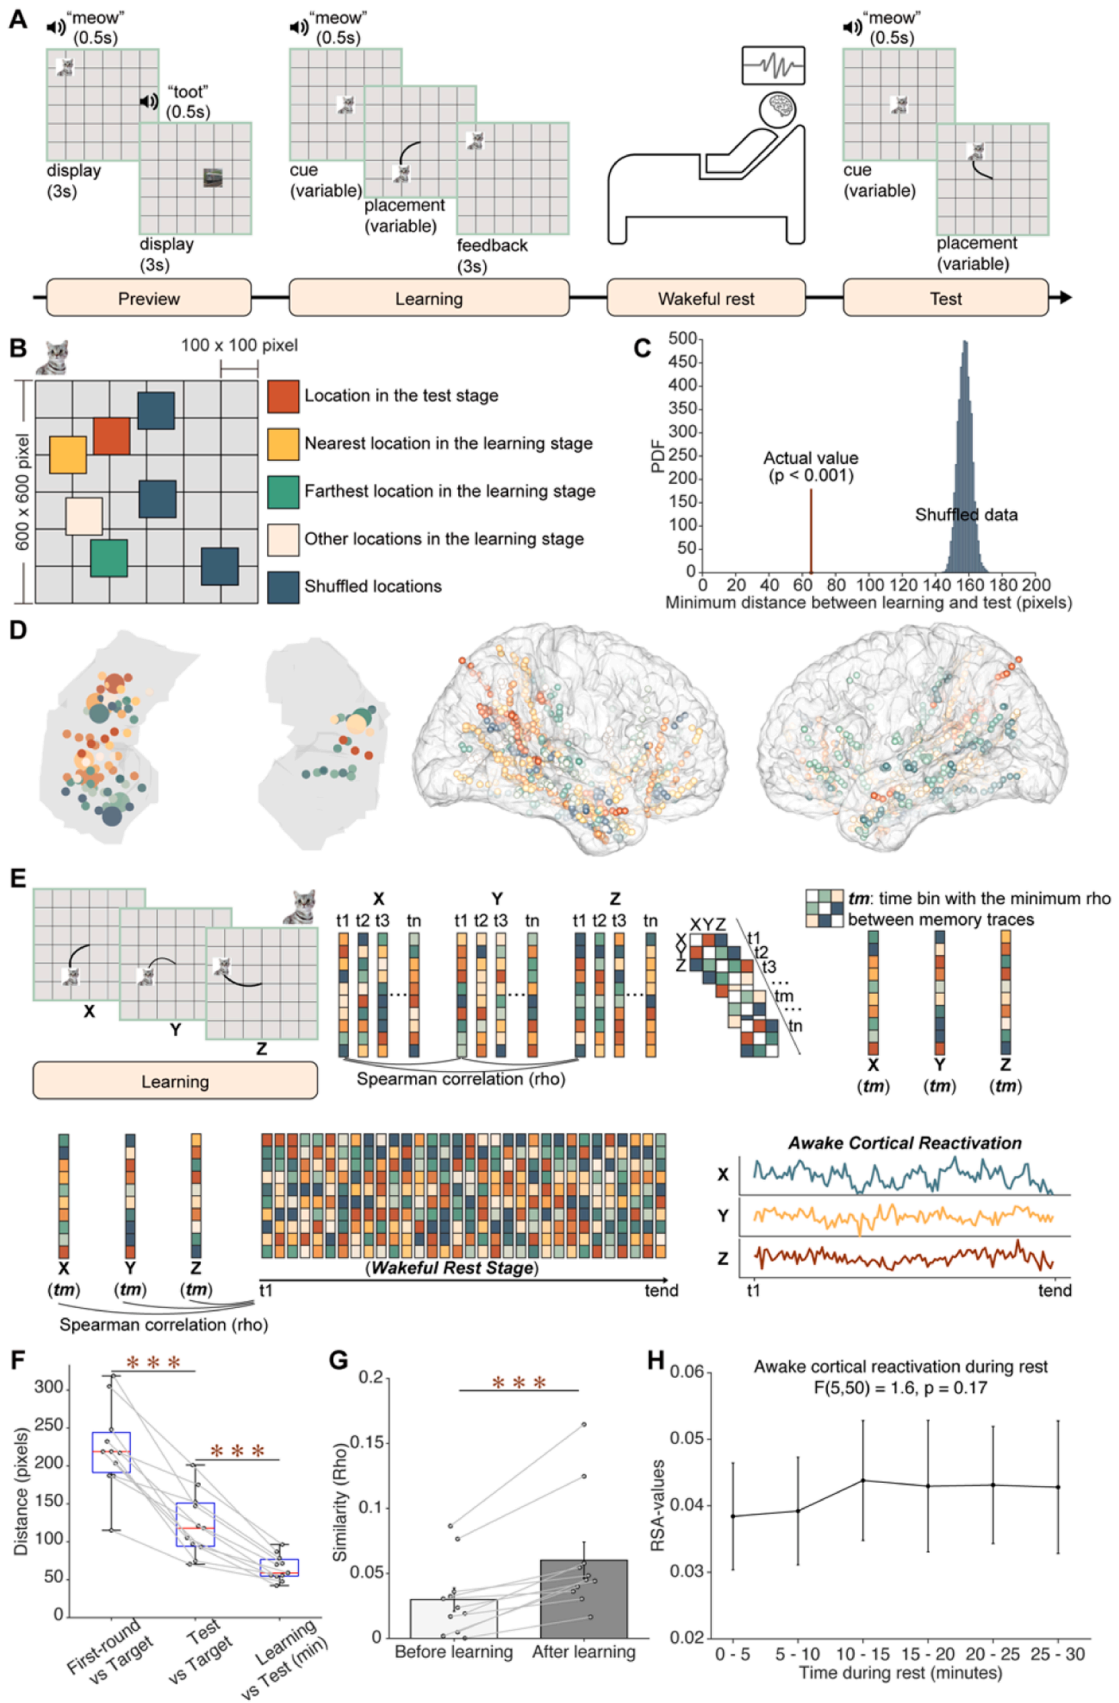 A
"meow"
(0.5s)
"toot"
(0.5s)
display
(3s)
display
(3s)
"meow"
(0.5s)
cue
(variable)
placement
(variable)
feedback
(3s)
"meow"
(0.5s)
cue
(variable)
placement
(variable)
Preview
Learning
Wakeful rest
Test
B
100 x 100 pixel
600 x 600 pixel
Location in the test stage
Nearest location in the learning stage
Farthest location in the learning stage
Other locations in the learning stage
Shuffled locations
C
PDF
500
450
400
350
300
250
200
150
100
50
0
Actual value
(p < 0.001)
Shuffled data
0 20 40 60 80 100 120 140 160 180 200
Minimum distance between learning and test (pixels)
D
E
X
Y
Z
Learning
X Y Z
t1 t2 t3 tn t1 t2 t3 tn t1 t2 t3 tn
Spearman correlation (rho)
XYZ
X
Y
Z
t1
t2
t3
...
tm
...
tn
tm: time bin with the minimum rho
between memory traces
X Y Z
(tm) (tm) (tm)
X Y Z
(tm) (tm) (tm)
Spearman correlation (rho)
(Wakeful Rest Stage)
t1 tend
Awake Cortical Reactivation
X
Y
Z
t1 tend
F
***
***
Distance (pixels)
300
250
200
150
100
50
0
First-round
vs Target
Test
vs Target
Learning
vs Test (min)
G
***
Similarity (Rho)
0.2
0.15
0.1
0.05
0
Before learning After learning
H
Awake cortical reactivation during rest
F(5,50) = 1.6, p = 0.17
RSA-values
0.06
0.05
0.04
0.03
0.02
0 - 5 5 - 10 10 - 15 15 - 20 20 - 25 25 - 30
Time during rest (minutes)